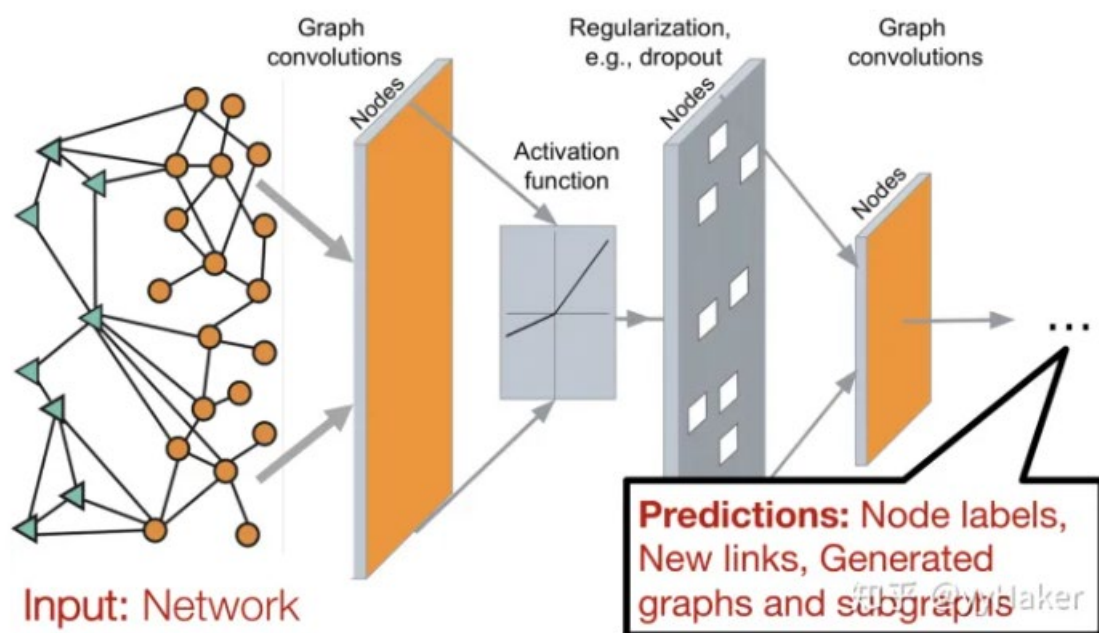 Graph
convolutions
Regularization,
e.g., dropout
Graph
convolutions
Nodes
Activation
function
Nodes
Nodes
...
Input: Network
Predictions: Node labels,
New links, Generated
graphs and subgraphs
知乎 @yyHaker